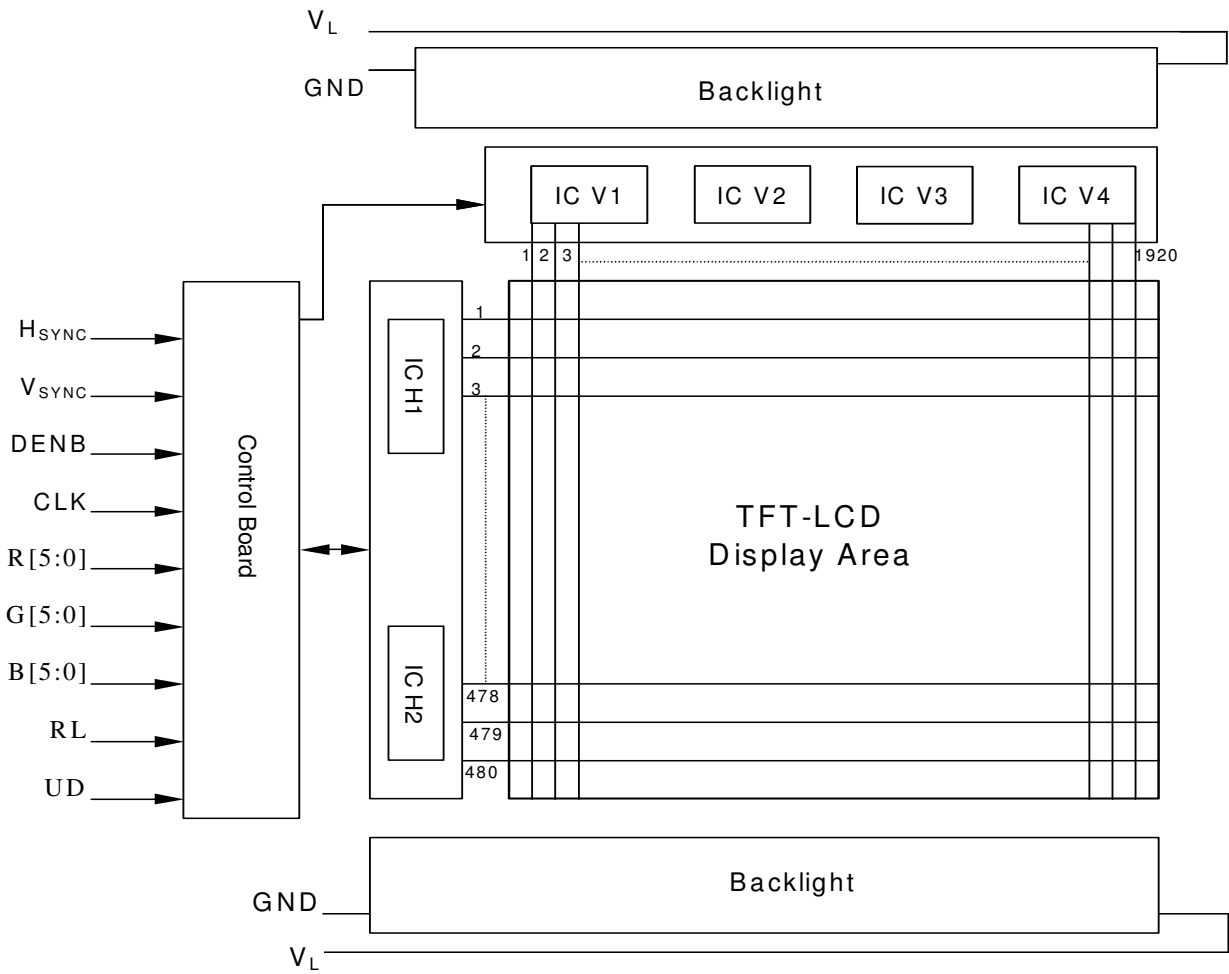 VL
GND
Backlight
IC V1
IC V2
IC V3
IC V4
1 2 3 1920
HSYNC
VSYNC
DENB
CLK
R[5:0]
G[5:0]
B[5:0]
RL
UD
Control Board
IC H1
IC H2
1
2
3
478
479
480
TFT-LCD
Display Area
Backlight
GND
VL